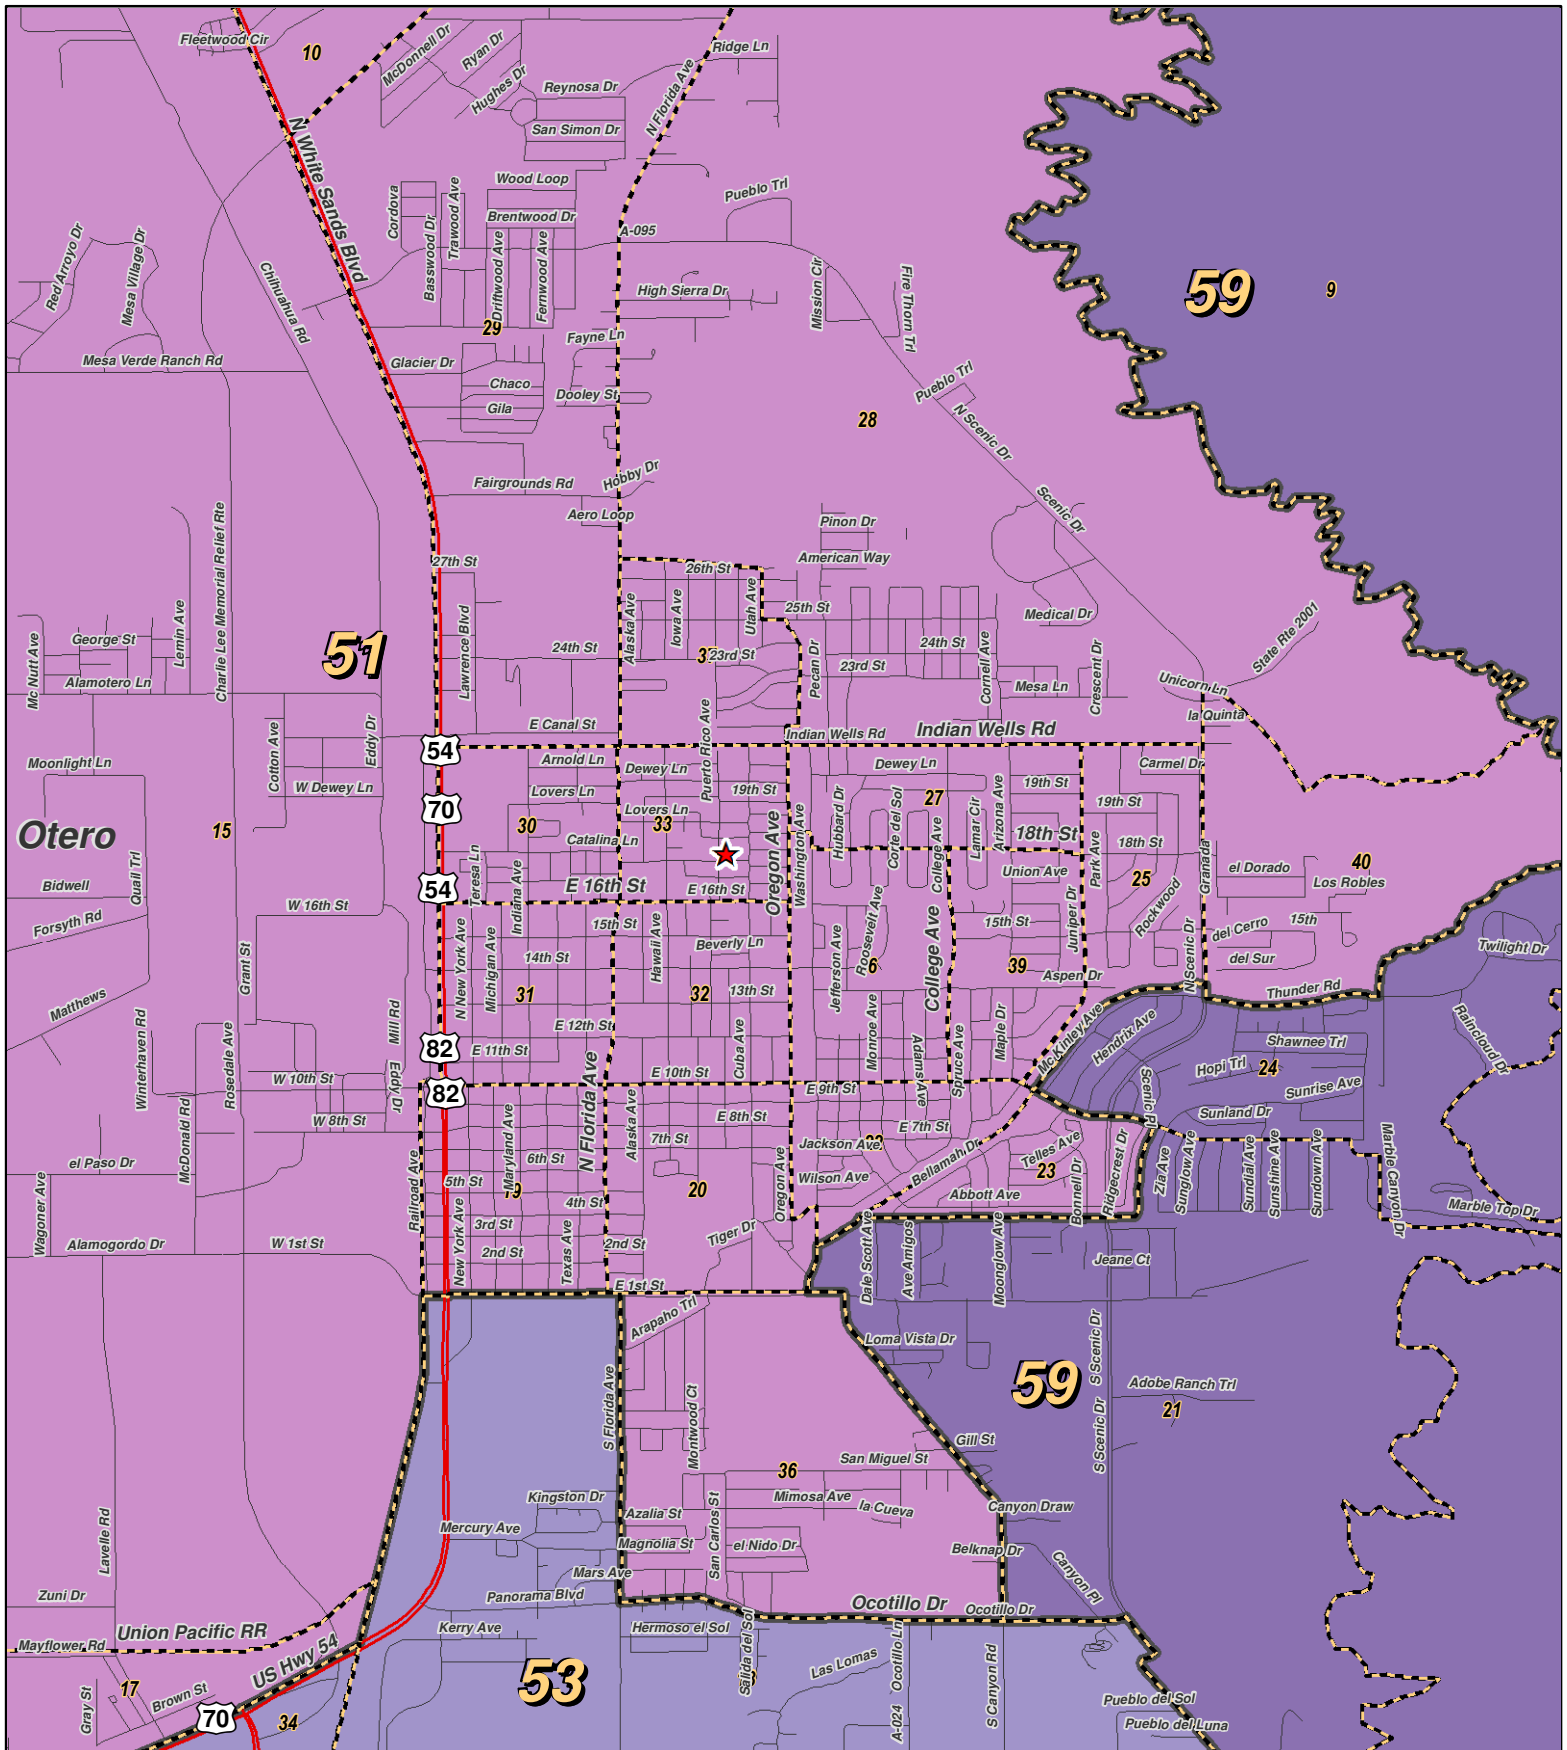 Fleetwood Cir
10
McDonnell Dr
Ryan Dr
Hughes Dr
Ridge Ln
Reynosa Dr
San Simon Dr
N Florida Ave
N White Sands Blvd
Wood Loop
Pueblo Trl
Cordova
Basswood Dr
Trawood Ave
Brentwood Dr
Driftwood Ave
Fernwood Ave
A-095
Red Arroyo Dr
Mesa Village Dr
Chihuahua Rd
High Sierra Dr
Mission Cir
Fire Thorn Trl
59
9
29
Fayne Ln
Mesa Verde Ranch Rd
Glacier Dr
Chaco
Dooley St
Gila
Pueblo Trl
28
N Scenic Dr
Fairgrounds Rd
Hobby Dr
Aero Loop
Scenic Dr
Pinon Dr
American Way
Charlie Lee Memorial Relief Rte
27th St
26th St
Alaska Ave
Iowa Ave
Utah Ave
25th St
Medical Dr
Mc Nutt Ave
George St
Lemin Ave
Alamotero Ln
51
Lawrence Blvd
24th St
23rd St
Pecan Dr
23rd St
24th St
Cornell Ave
Mesa Ln
Crescent Dr
State Rte 2001
Unicorn Ln
la Quinta
Cotton Ave
Eddy Dr
E Canal St
Puerto Rico Ave
Indian Wells Rd
Indian Wells Rd
54
Moonlight Ln
W Dewey Ln
Arnold Ln
Dewey Ln
Dewey Ln
Carmel Dr
70
Lovers Ln
19th St
Lovers Ln
27
19th St
19th St
Otero
15
30
33
Catalina Ln
Oregon Ave
Washington Ave
Hubbard Dr
Corte del Sol
College Ave
Lamar Cir
Arizona Ave
18th St
Park Ave
18th St
Granada
40
el Dorado
Los Robles
Bidwell
Quail Trl
54
Teresa Ln
Indiana Ave
E 16th St
E 16th St
Union Ave
25
Rockwood
Forsyth Rd
W 16th St
15th St
Roosevelt Ave
15th St
Juniper Dr
del Cerro
15th
Twilight Dr
Grant St
New York Ave
Michigan Ave
14th St
Hawaii Ave
Beverly Ln
Jefferson Ave
6
College Ave
39
Aspen Dr
N Scenic Dr
del Sur
Thunder Rd
Matthews
31
32
13th St
Winterhaven Rd
Rosedale Ave
Mill Rd
E 12th St
Cuba Ave
Monroe Ave
Adams Ave
Spruce Ave
Maple Dr
Mc Kinley Ave
Hendrix Ave
Shawnee Trl
Raincloud Dr
82
E 11th St
Hopi Trl
24
W 10th St
Eddy Dr
82
E 10th St
E 9th St
Scenic Pl
Sunrise Ave
McDonald Rd
W 8th St
Maryland Ave
N Florida Ave
Alaska Ave
E 8th St
E 7th St
Sunland Dr
7th St
Jackson Ave
Bellamah Dr
Telles Ave
el Paso Dr
Railroad Ave
6th St
Wilson Ave
23
Bonnell Dr
Ridgecrest Dr
Zia Ave
Sunglow Ave
Sundial Ave
Sunshine Ave
Sundown Ave
Marble Canyon Dr
Wagoner Ave
5th St
19
20
Oregon Ave
Abbott Ave
Marble Top Dr
4th St
Alamogordo Dr
W 1st St
New York Ave
3rd St
2nd St
Texas Ave
2nd St
Tiger Dr
Dale Scott Ave
Ave Amigos
Moonglow Ave
Jeane Ct
E 1st St
Arapaho Trl
Loma Vista Dr
S Scenic Dr
59
Adobe Ranch Trl
21
S Florida Ave
Montwood Ct
S Scenic Dr
Gill St
San Miguel St
36
Lavelle Rd
Kingston Dr
Azalia St
San Carlos St
Mimosa Ave
la Cueva
Canyon Draw
Mercury Ave
Magnolia St
el Nido Dr
Belknap Dr
Canyon Pl
Mars Ave
Zuni Dr
Panorama Blvd
Ocotillo Dr
Ocotillo Dr
Mayflower Rd
Union Pacific RR
Kerry Ave
Hermoso el Sol
Salida del Sol
US Hwy 54
53
Las Lomas
Ocotillo Ln
S Canyon Rd
17
Gray St
Brown St
70
34
A-024
Pueblo del Sol
Pueblo del Luna